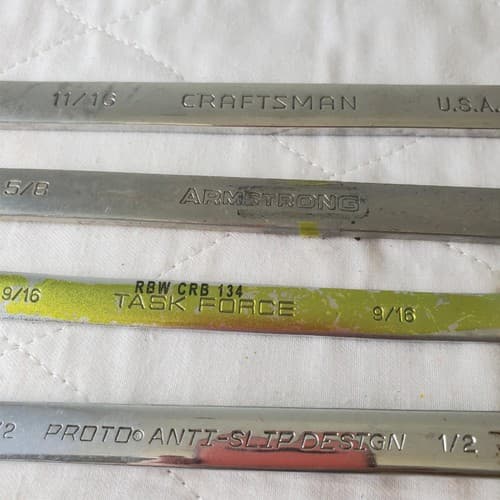 11/16 CRAFTSMAN U.S.A.
5/8 ARMSTRONG
RBW CRB 134
9/16 TASK FORCE 9/16
/2 PROTO® ANTI-SLIP DESIGN 1/2